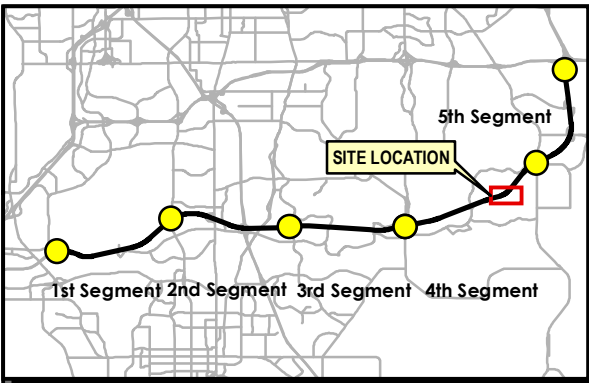 5th Segment
SITE LOCATION
1st Segment 2nd Segment 3rd Segment 4th Segment